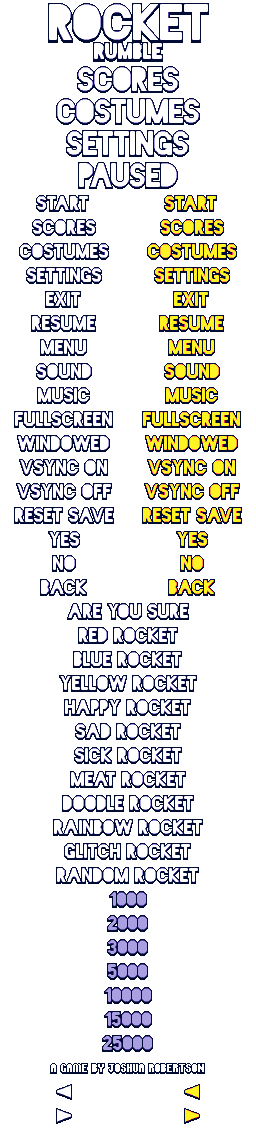 ROCKET
RUMBLE
SCORES
COSTUMES
SETTINGS
PAUSED
START START
SCORES SCORES
COSTUMES COSTUMES
SETTINGS SETTINGS
EXIT EXIT
RESUME RESUME
MENU MENU
SOUND SOUND
MUSIC MUSIC
FULLSCREEN FULLSCREEN
WINDOWED WINDOWED
VSYNC ON VSYNC ON
VSYNC OFF VSYNC OFF
RESET SAVE RESET SAVE
YES YES
NO NO
BACK BACK
ARE YOU SURE
RED ROCKET
BLUE ROCKET
YELLOW ROCKET
HAPPY ROCKET
SAD ROCKET
SICK ROCKET
MEAT ROCKET
DOODLE ROCKET
RAINBOW ROCKET
GLITCH ROCKET
RANDOM ROCKET
1000
2000
3000
5000
10000
15000
25000
A GAME BY JOSHUA ROBERTSON